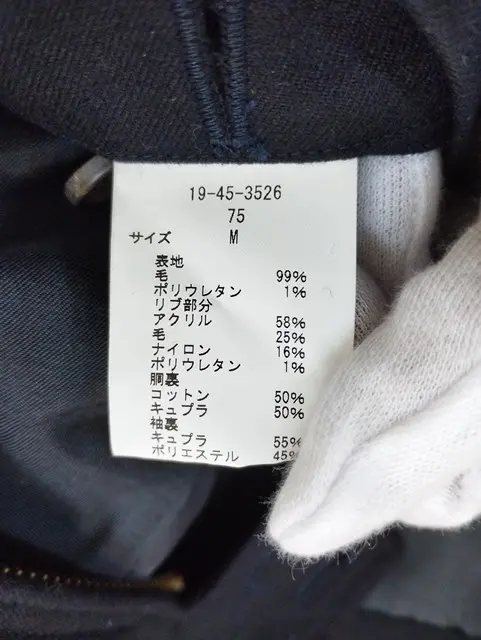 19-45-3526
75
サイズ M
表地
毛 99%
ポリウレタン 1%
リブ部分
アクリル 58%
毛 25%
ナイロン 16%
ポリウレタン 1%
胴裏
コットン 50%
キュプラ 50%
袖裏
キュプラ 55%
ポリエステル 45%